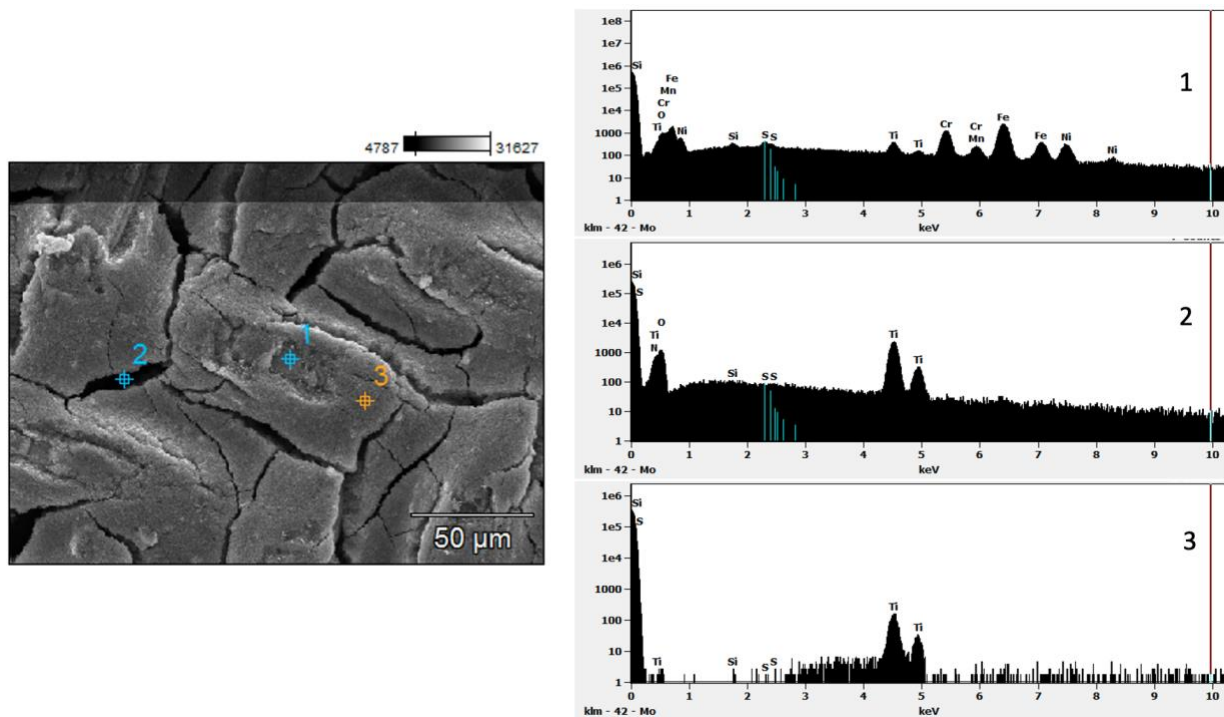 4787 31627
1
2
3
50 µm
1e8
1e7
1e6
1e5
1e4
1000
100
10
1
Si
Fe
Mn
Cr
O
Ti Ni
Si
S S
Ti
Ti
Cr
Cr
Mn
Fe
Fe
Ni
Ni
1
0 1 2 3 4 5 6 7 8 9 10
klm - 42 - Mo
keV
1e6
1e5
1e4
1000
100
10
1
Si
S
O
Ti
N
Si
S S
Ti
Ti
2
0 1 2 3 4 5 6 7 8 9 10
klm - 42 - Mo
keV
1e6
1e5
1e4
1000
100
10
1
Si
S
Ti
Si
S S
Ti
Ti
3
0 1 2 3 4 5 6 7 8 9 10
klm - 42 - Mo
keV